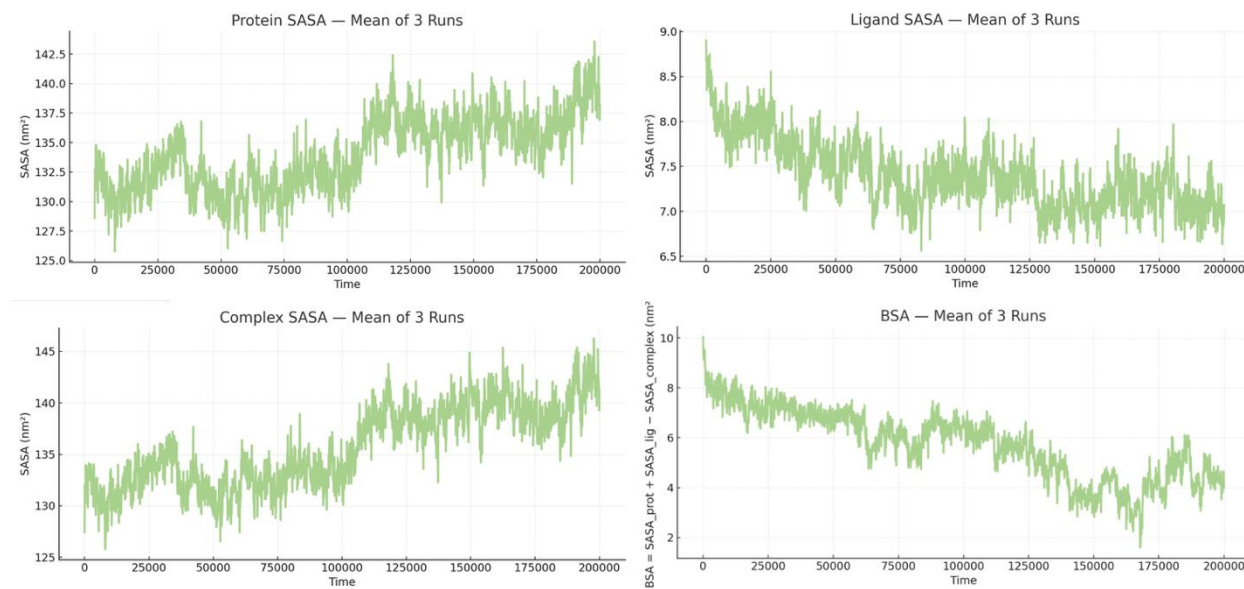 Protein SASA — Mean of 3 Runs
SASA (nm²)
142.5
140.0
137.5
135.0
132.5
130.0
127.5
125.0
0 25000 50000 75000 100000 125000 150000 175000 200000
Time
Ligand SASA — Mean of 3 Runs
SASA (nm²)
9.0
8.5
8.0
7.5
7.0
6.5
0 25000 50000 75000 100000 125000 150000 175000 200000
Time
Complex SASA — Mean of 3 Runs
SASA (nm²)
145
140
135
130
125
0 25000 50000 75000 100000 125000 150000 175000 200000
Time
BSA — Mean of 3 Runs
BSA = SASA_prot + SASA_lig − SASA_complex (nm²
10
8
6
4
2
0 25000 50000 75000 100000 125000 150000 175000 200000
Time